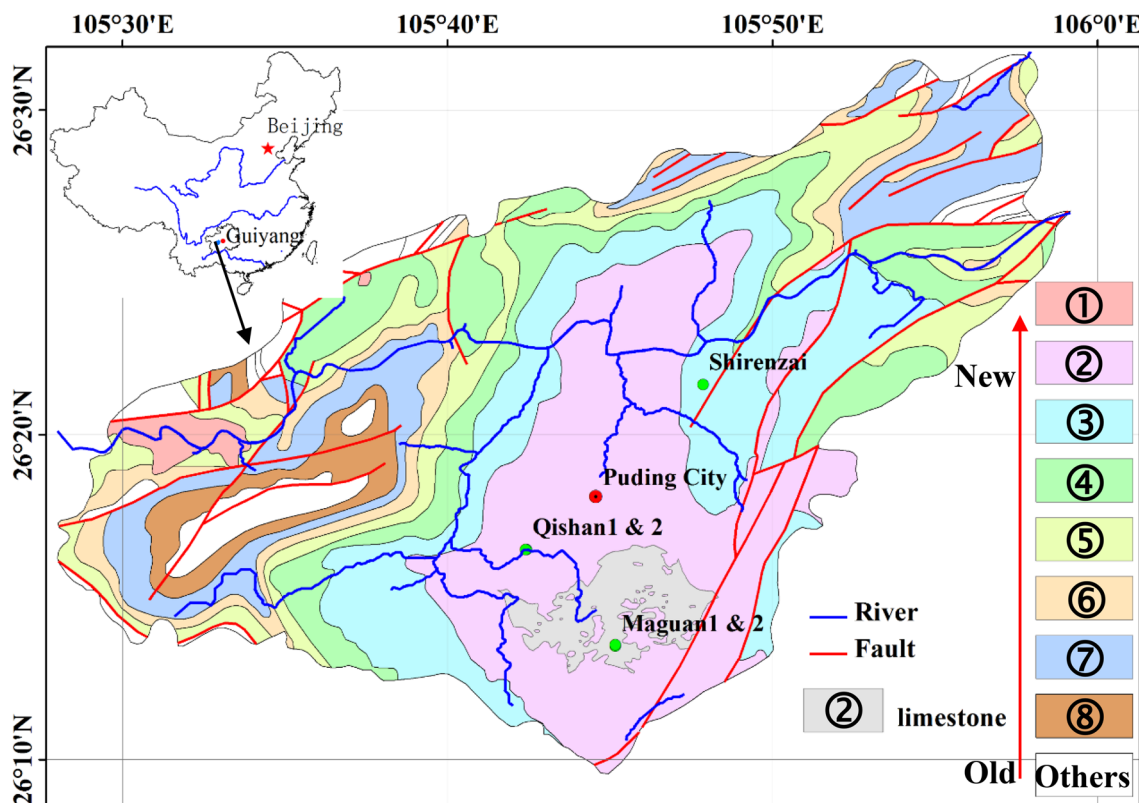 105°30'E 105°40'E 105°50'E 106°0'E
26°30'N
26°20'N
26°10'N
Beijing
Guiyang
Shirenzai
Puding City
Qishan1 & 2
Maguan1 & 2
New
①
②
③
④
⑤
⑥
⑦
⑧
River
Fault
② limestone
Old Others